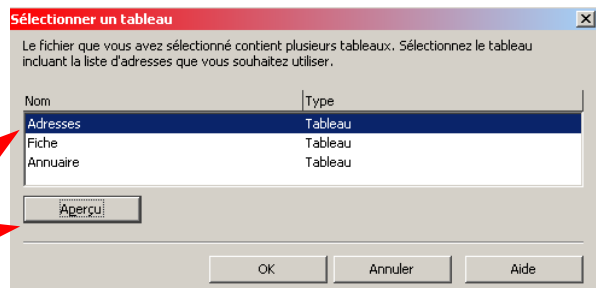 Sélectionner un tableau
Le fichier que vous avez sélectionné contient plusieurs tableaux. Sélectionnez le tableau
incluant la liste d'adresses que vous souhaitez utiliser.
Nom Type
Adresses Tableau
Fiche Tableau
Annuaire Tableau
Aperçu
OK Annuler Aide